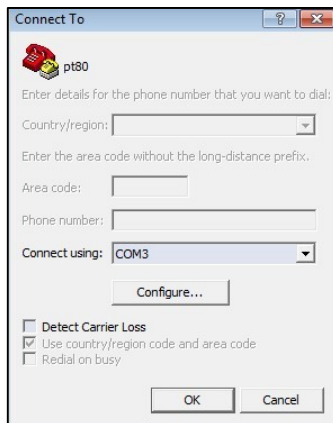 Connect To
pt80
Enter details for the phone number that you want to dial:
Country/region:
Enter the area code without the long-distance prefix.
Area code:
Phone number:
Connect using: COM3
Configure...
Detect Carrier Loss
Use country/region code and area code
Redial on busy
OK Cancel